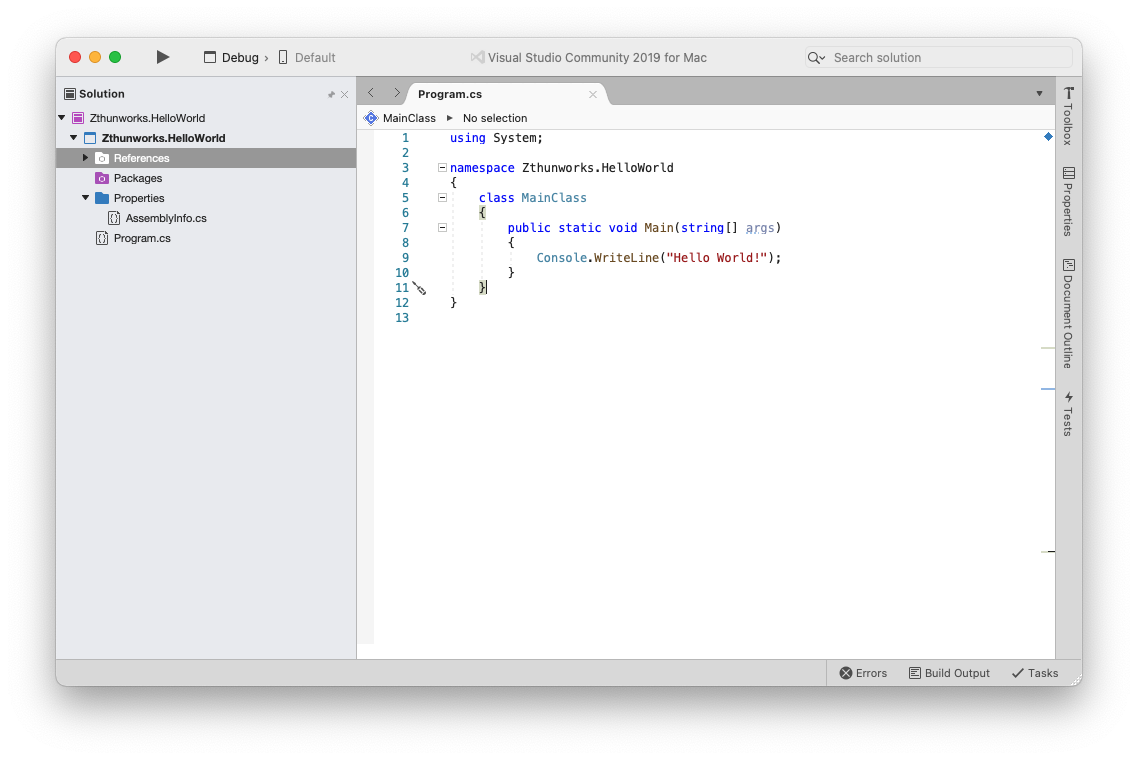 Debug › Default
Visual Studio Community 2019 for Mac
Search solution
Solution
Zthunworks.HelloWorld
Zthunworks.HelloWorld
References
Packages
Properties
AssemblyInfo.cs
Program.cs
Program.cs
MainClass ▸ No selection
1 using System;
2
3 namespace Zthunworks.HelloWorld
4 {
5 class MainClass
6 {
7 public static void Main(string[] args)
8 {
9 Console.WriteLine("Hello World!");
10 }
11 }
12 }
13
Toolbox
Properties
Document Outline
Tests
Errors
Build Output
Tasks